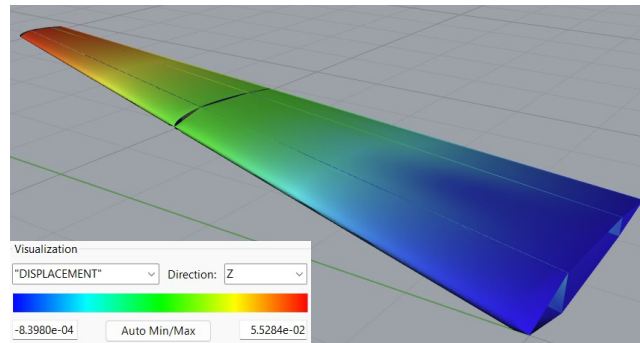 Visualization
"DISPLACEMENT" Direction: Z
-8.3980e-04 Auto Min/Max 5.5284e-02